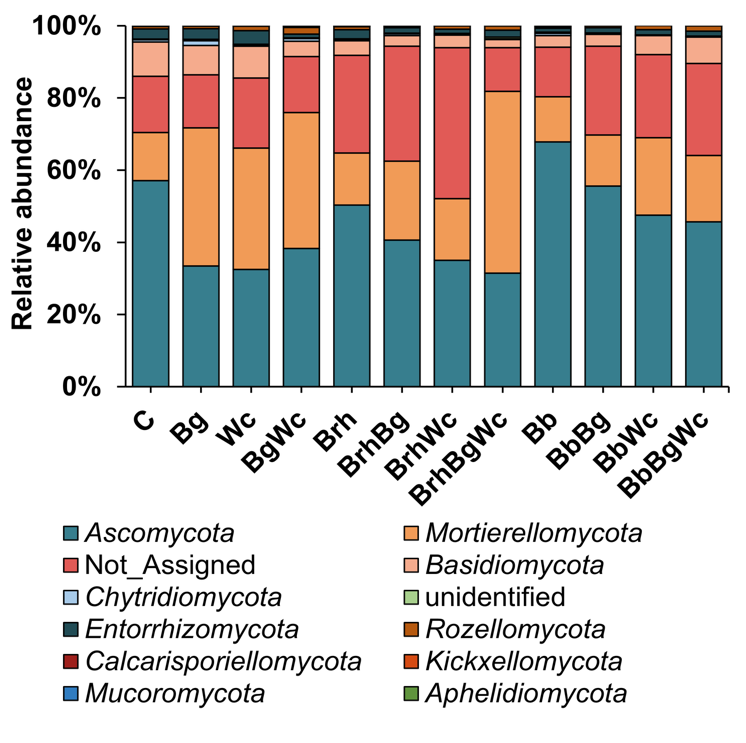 Relative abundance
100%
80%
60%
40%
20%
0%
C
Bg
Wc
BgWc
Brh
BrhBg
BrhWc
BrhBgWc
Bb
BbBg
BbWc
BbBgWc
Ascomycota
Mortierellomycota
Not_Assigned
Basidiomycota
Chytridiomycota
unidentified
Entorrhizomycota
Rozellomycota
Calcarisporiellomycota
Kickxellomycota
Mucoromycota
Aphelidiomycota